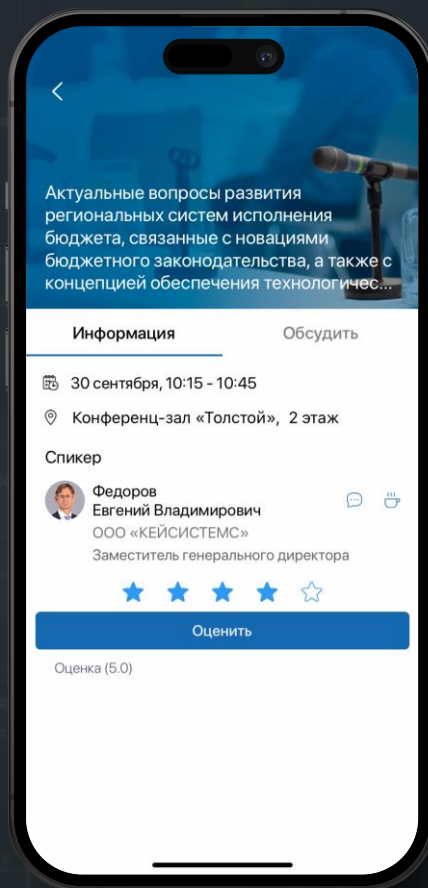 Актуальные вопросы развития
региональных систем исполнения
бюджета, связанные с новациями
бюджетного законодательства, а также с
концепцией обеспечения технологичес...
Информация
Обсудить
30 сентября, 10:15 - 10:45
Конференц-зал «Толстой», 2 этаж
Спикер
Федоров
Евгений Владимирович
ООО «КЕЙСИСТЕМС»
Заместитель генерального директора
Оценить
Оценка (5.0)